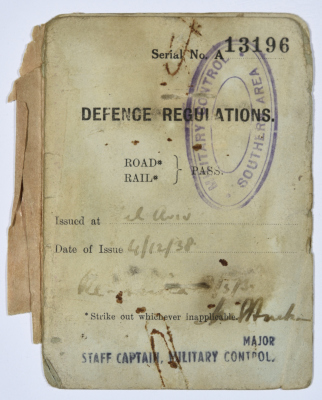 Serial No. A 13196
MILITARY CONTROL
SOUTHERN AREA
DEFENCE REGULATIONS.
ROAD*
RAIL* } PASS.
Issued at
Date of Issue 4/12/38
*Strike out whichever inapplicable.
MAJOR
STAFF CAPTAIN, MILITARY CONTROL.